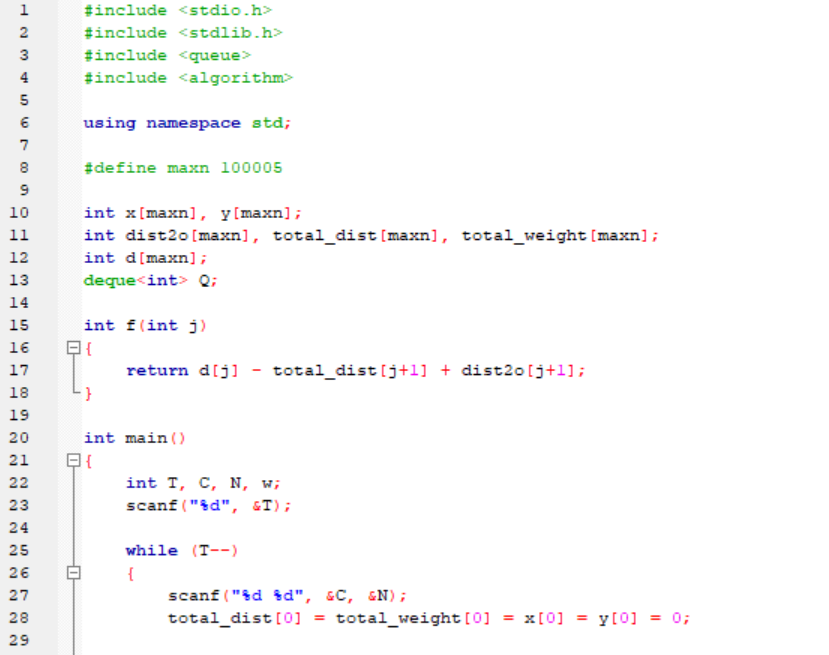 1 #include <stdio.h>
2 #include <stdlib.h>
3 #include <queue>
4 #include <algorithm>
5
6 using namespace std;
7
8 #define maxn 100005
9
10 int x[maxn], y[maxn];
11 int dist2o[maxn], total_dist[maxn], total_weight[maxn];
12 int d[maxn];
13 deque<int> Q;
14
15 int f(int j)
16 {
17     return d[j] - total_dist[j+1] + dist2o[j+1];
18 }
19
20 int main()
21 {
22     int T, C, N, w;
23     scanf("%d", &T);
24
25     while (T--)
26     {
27         scanf("%d %d", &C, &N);
28         total_dist[0] = total_weight[0] = x[0] = y[0] = 0;
29